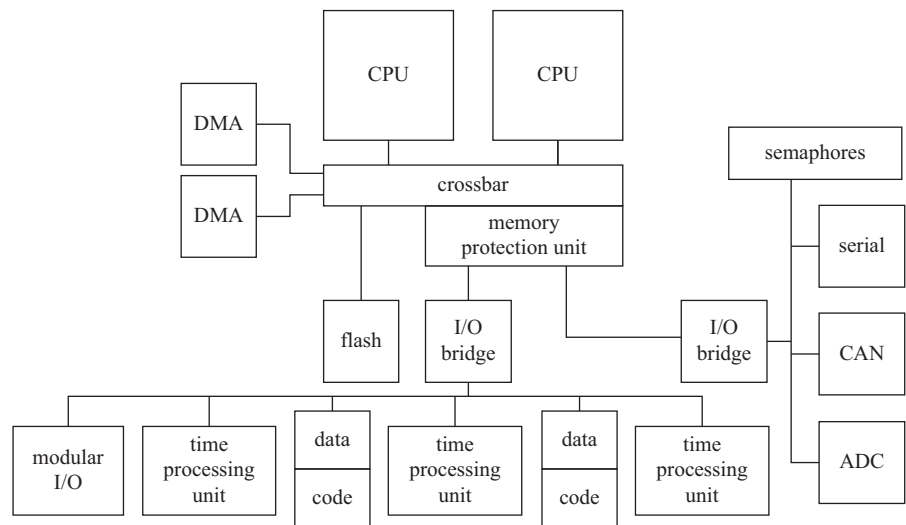 CPU
CPU
DMA
DMA
crossbar
semaphores
memory
protection unit
serial
flash
I/O
bridge
I/O
bridge
CAN
modular
I/O
time
processing
unit
data
code
time
processing
unit
data
code
time
processing
unit
ADC